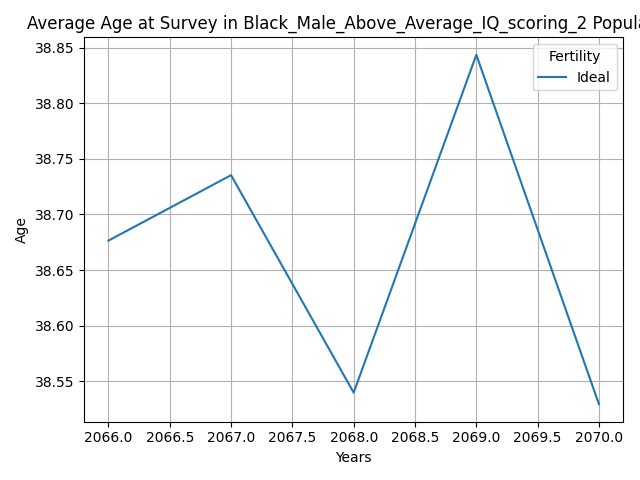 Average Age at Survey in Black_Male_Above_Average_IQ_scoring_2 Popula
38.85
38.80
38.75
38.70
38.65
38.60
38.55
Age
Fertility
Ideal
2066.0 2066.5 2067.0 2067.5 2068.0 2068.5 2069.0 2069.5 2070.0
Years